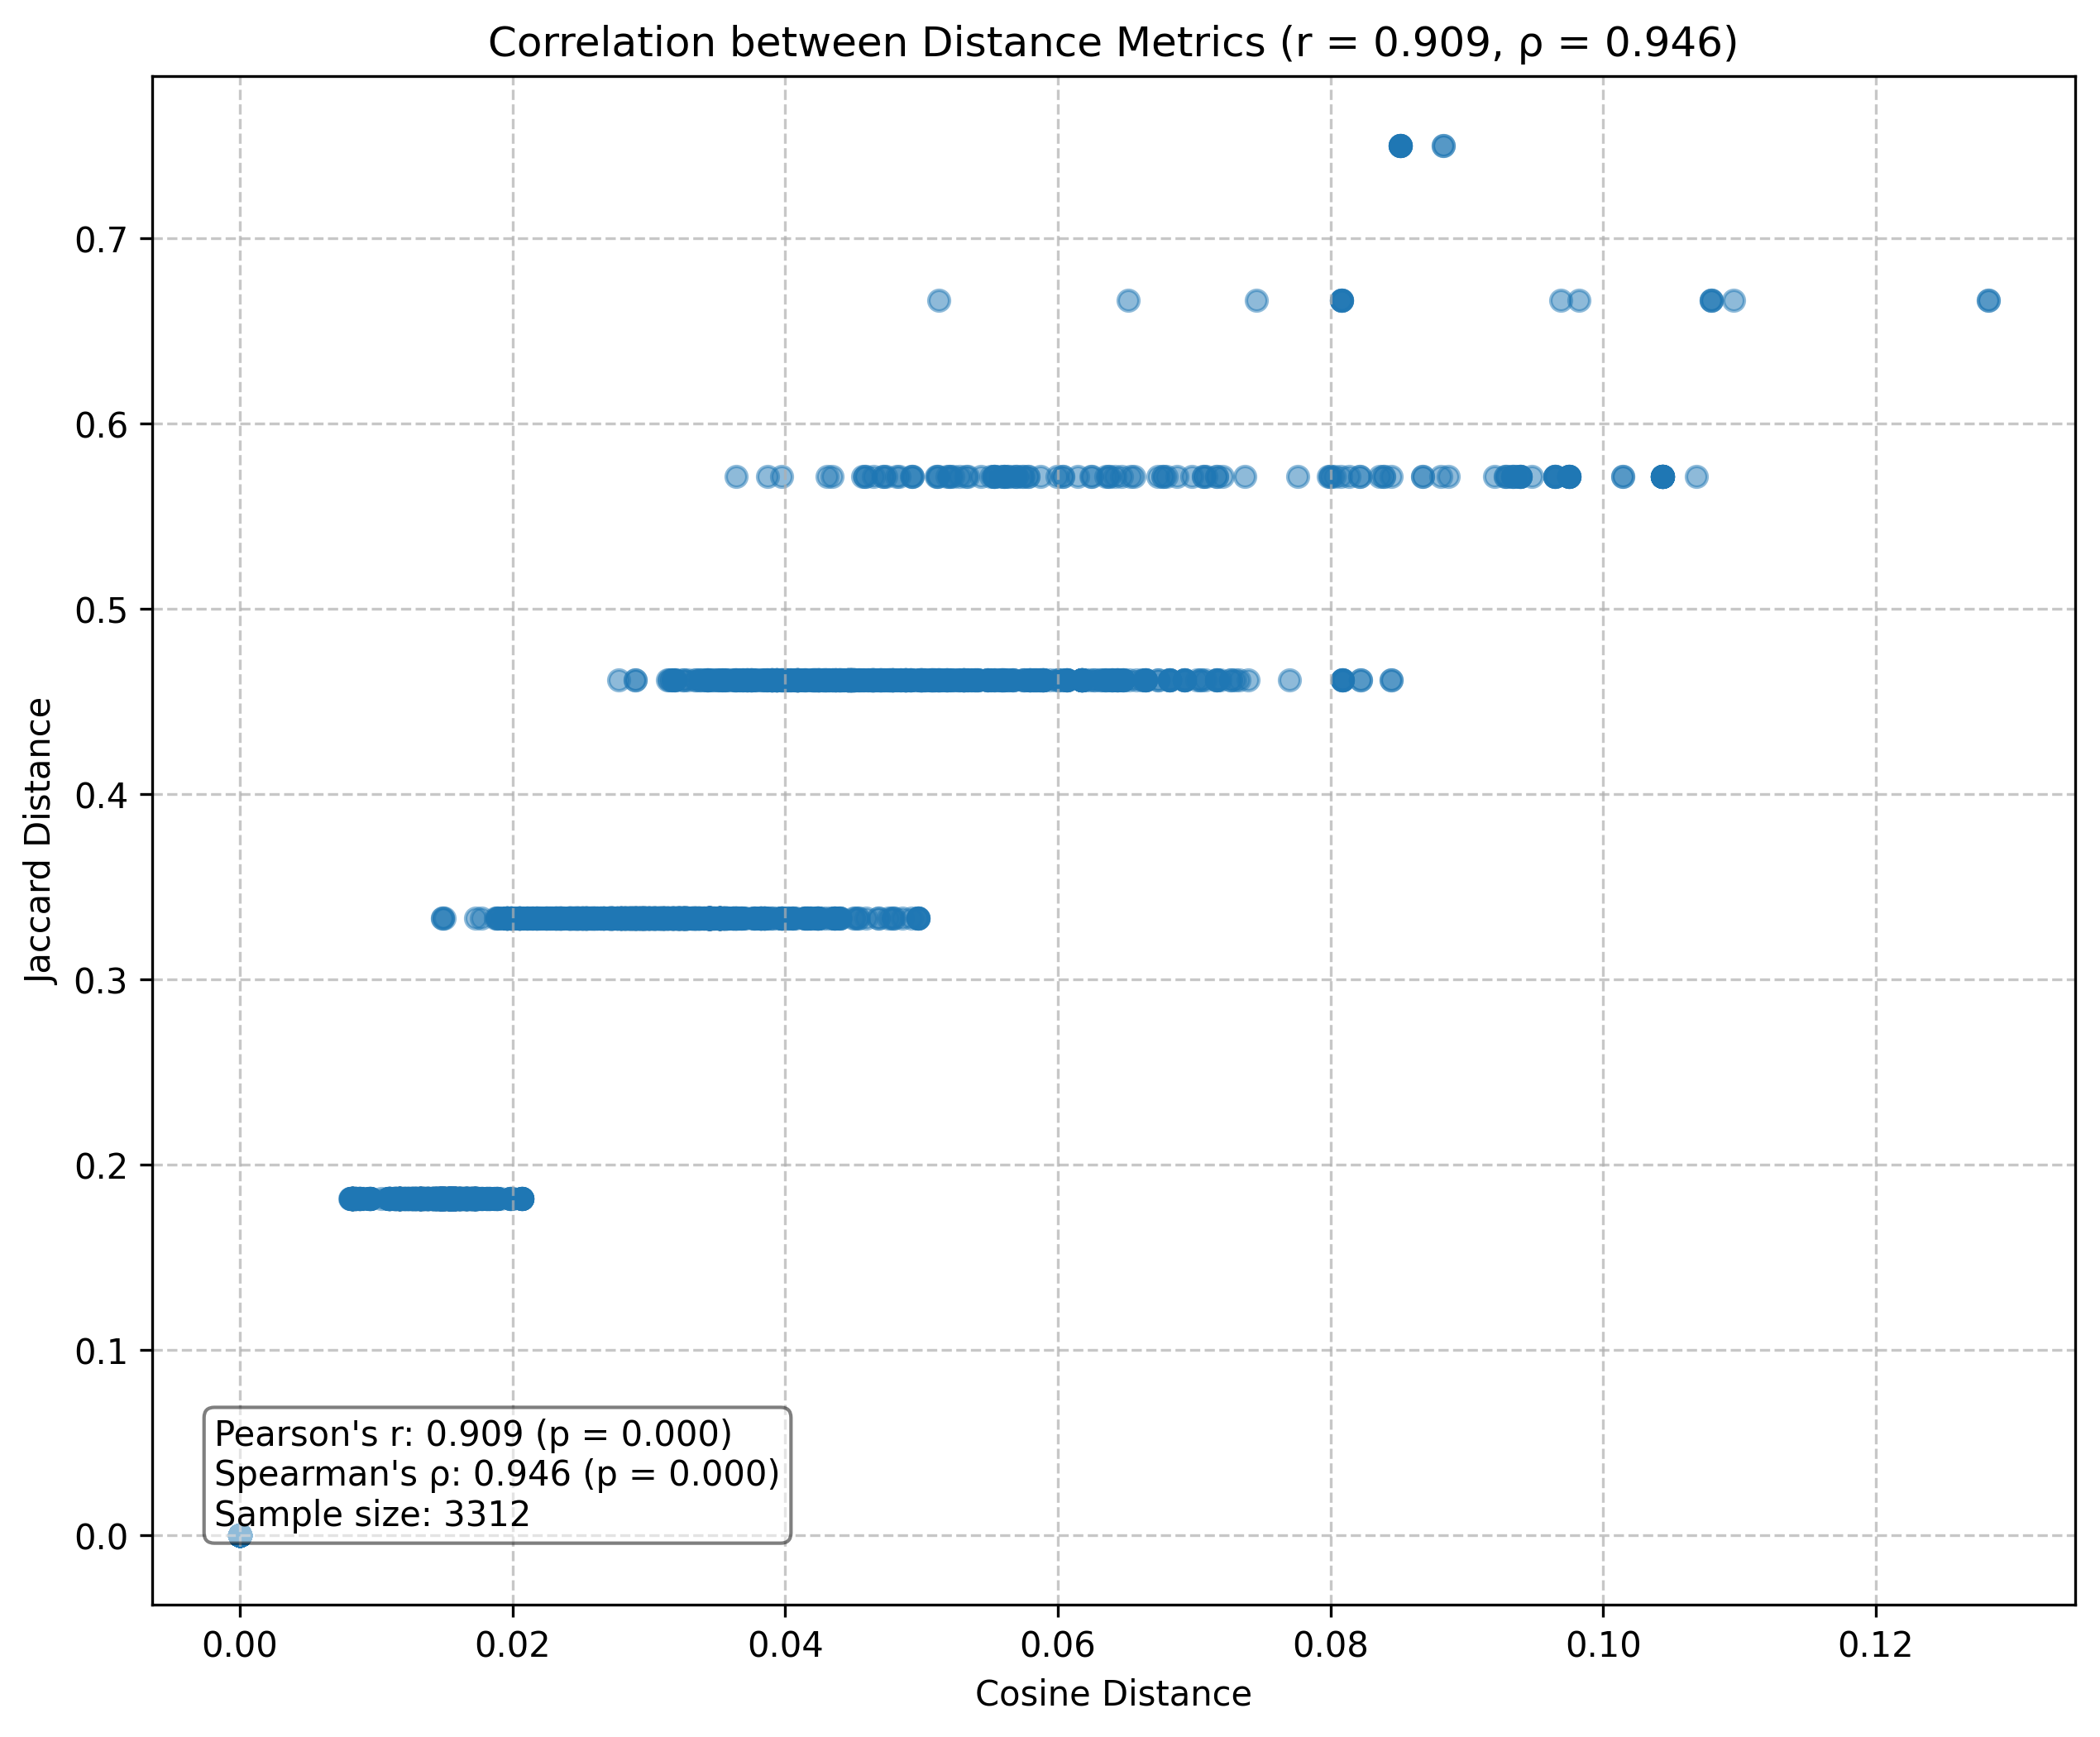 Correlation between Distance Metrics (r = 0.909, ρ = 0.946)
Jaccard Distance
0.7
0.6
0.5
0.4
0.3
0.2
0.1
0.0
Pearson's r: 0.909 (p = 0.000)
Spearman's ρ: 0.946 (p = 0.000)
Sample size: 3312
0.00 0.02 0.04 0.06 0.08 0.10 0.12
Cosine Distance